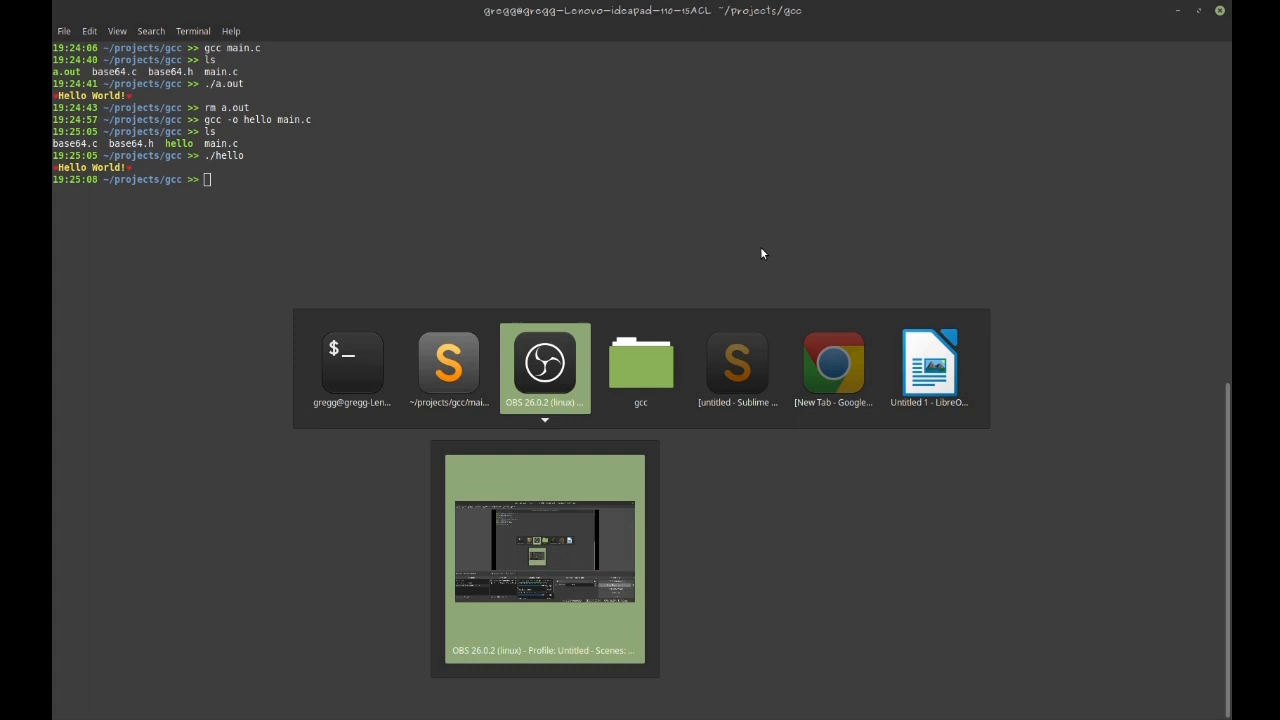 gregg@gregg-Lenovo-ideapad-110-15ACL ~/projects/gcc
File Edit View Search Terminal Help
19:24:06 ~/projects/gcc >> gcc main.c
19:24:40 ~/projects/gcc >> ls
a.out base64.c base64.h main.c
19:24:41 ~/projects/gcc >> ./a.out
*Hello World!*
19:24:43 ~/projects/gcc >> rm a.out
19:24:57 ~/projects/gcc >> gcc -o hello main.c
19:25:05 ~/projects/gcc >> ls
base64.c base64.h hello main.c
19:25:05 ~/projects/gcc >> ./hello
*Hello World!*
19:25:08 ~/projects/gcc >>
$_
S
S
gregg@gregg-Len... ~/projects/gcc/mai... OBS 26.0.2 (linux) ... gcc [untitled - Sublime ... [New Tab - Google... Untitled 1 - LibreO...
OBS 26.0.2 (linux) - Profile: Untitled - Scenes: ...